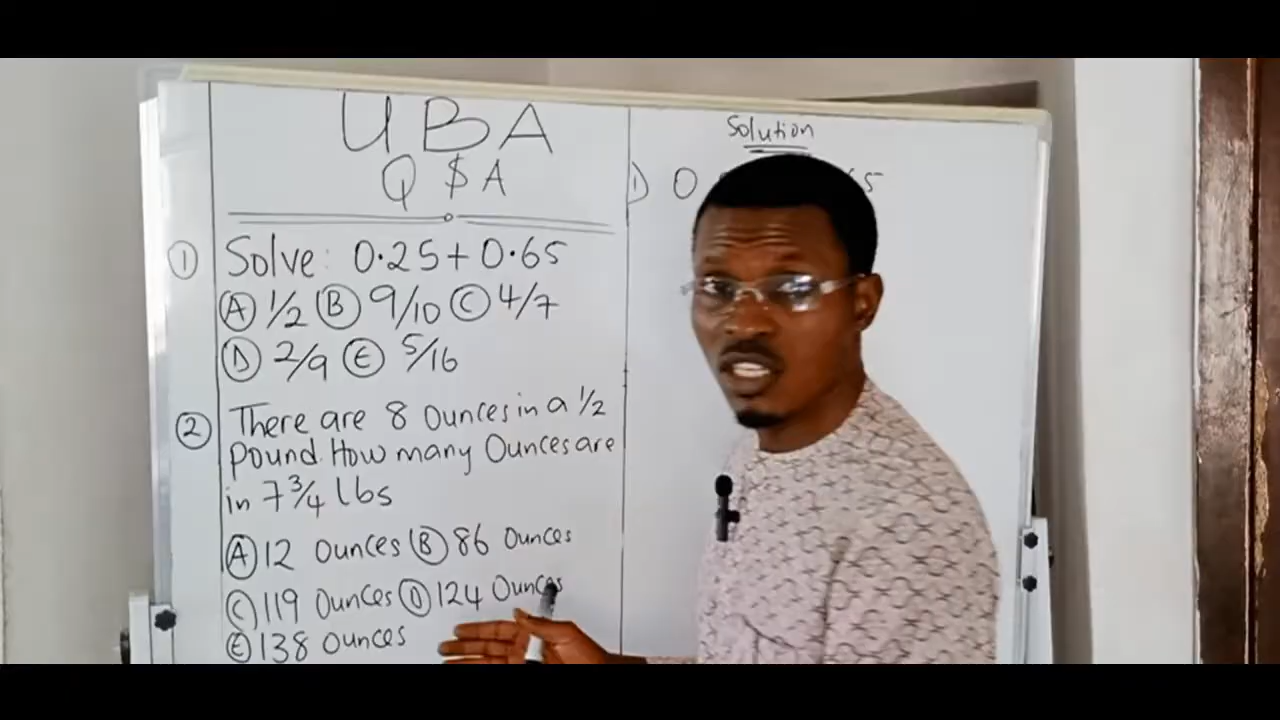 UBA
Q $ A
① Solve: 0.25 + 0.65
Ⓐ 1/2 Ⓑ 9/10 Ⓒ 4/7
Ⓓ 2/9 Ⓔ 5/16
② There are 8 Ounces in a 1/2
pound. How many Ounces are
in 7 3/4 lbs
Ⓐ 12 Ounces Ⓑ 86 Ounces
Ⓒ 119 Ounces Ⓓ 124 Ounces
Ⓔ 138 Ounces
Solution
1) 0 65